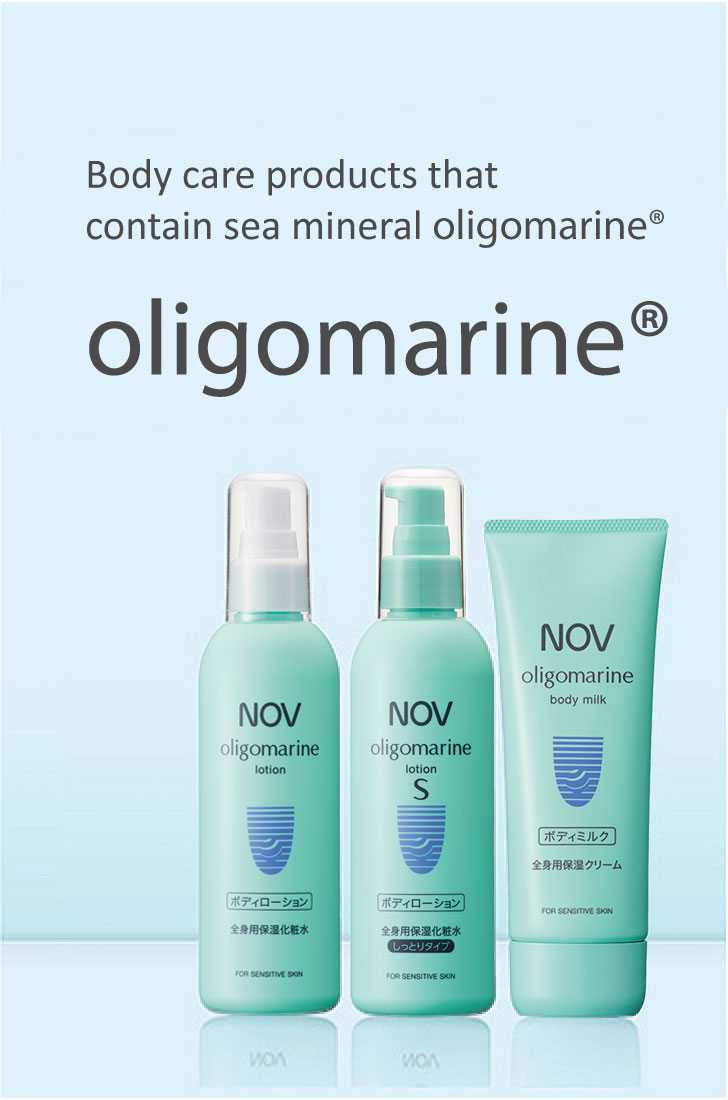 Body care products that
contain sea mineral oligomarine®
oligomarine®
NOV
oligomarine
lotion
ボディローション
全身用保湿化粧水
FOR SENSITIVE SKIN
NOV
oligomarine
lotion
S
ボディローション
全身用保湿化粧水
しっとりタイプ
FOR SENSITIVE SKIN
NOV
oligomarine
body milk
ボディミルク
全身用保湿クリーム
FOR SENSITIVE SKIN
NOV
NOV